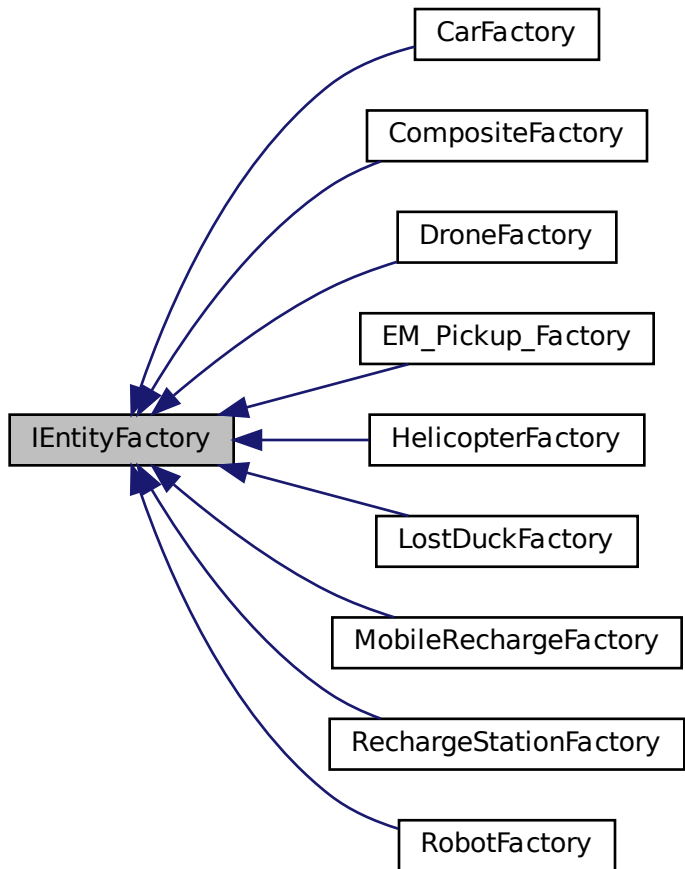 CarFactory
CompositeFactory
DroneFactory
EM_Pickup_Factory
IEntityFactory
HelicopterFactory
LostDuckFactory
MobileRechargeFactory
RechargeStationFactory
RobotFactory